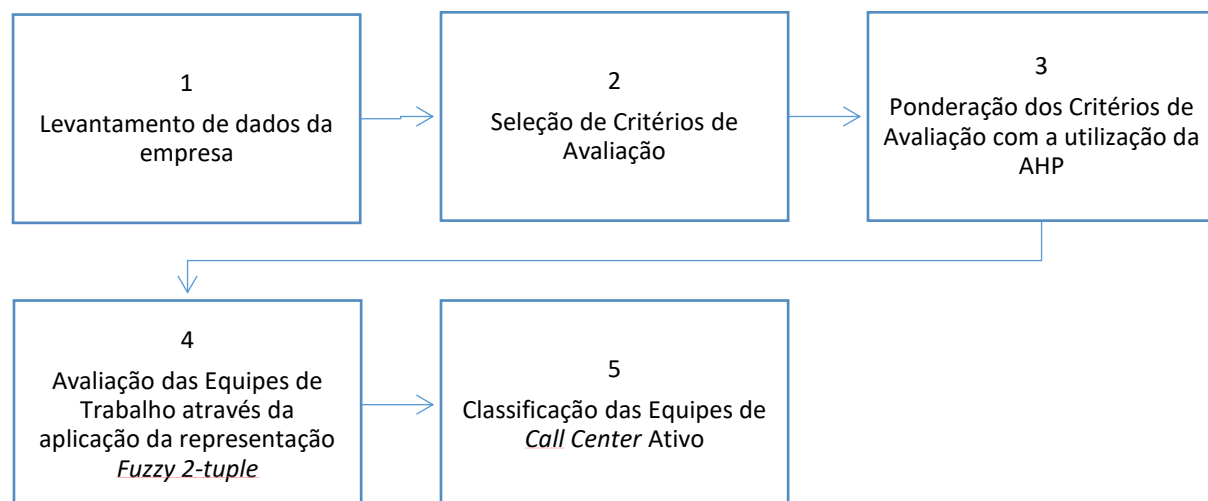 1
Levantamento de dados da
empresa
2
Seleção de Critérios de
Avaliação
3
Ponderação dos Critérios de
Avaliação com a utilização da
AHP
4
Avaliação das Equipes de
Trabalho através da
aplicação da representação
Fuzzy 2-tuple
5
Classificação das Equipes de
Call Center Ativo